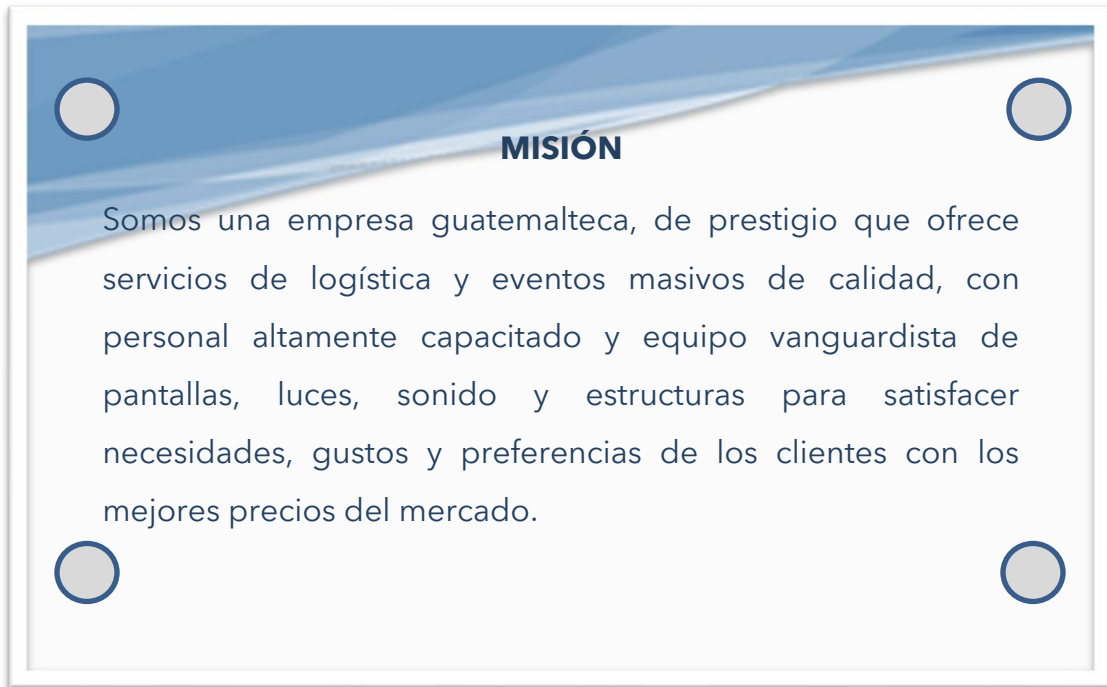 MISIÓN
Somos una empresa guatemalteca, de prestigio que ofrece
servicios de logística y eventos masivos de calidad, con
personal altamente capacitado y equipo vanguardista de
pantallas, luces, sonido y estructuras para satisfacer
necesidades, gustos y preferencias de los clientes con los
mejores precios del mercado.